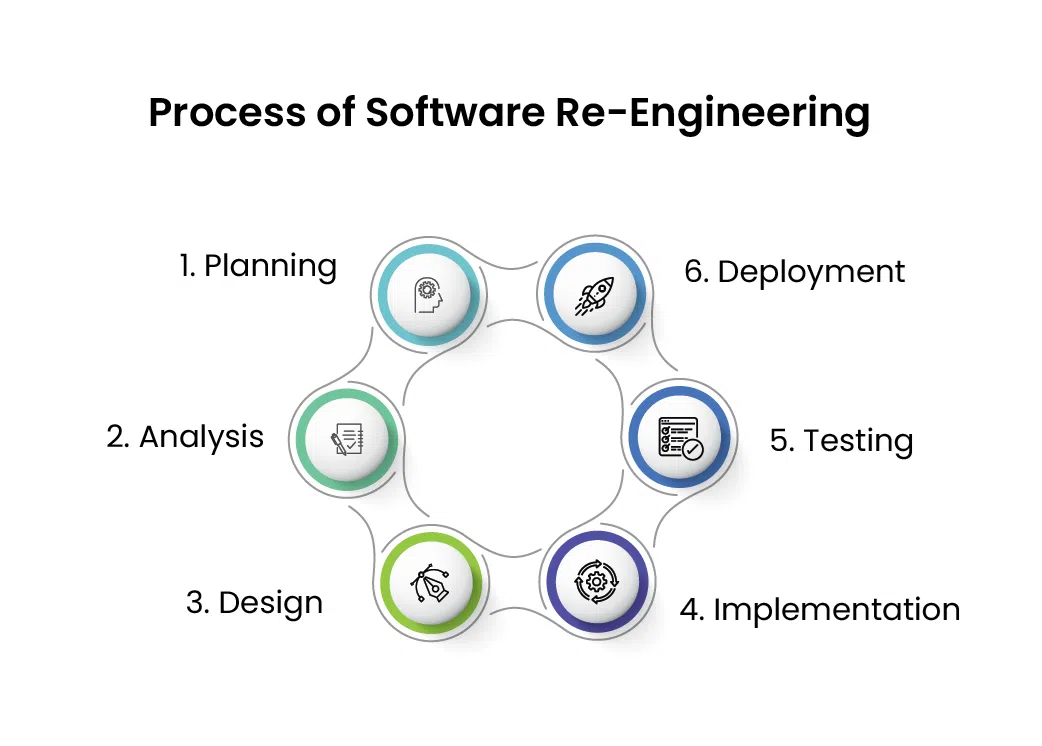 Process of Software Re-Engineering
1. Planning
2. Analysis
3. Design
4. Implementation
5. Testing
6. Deployment